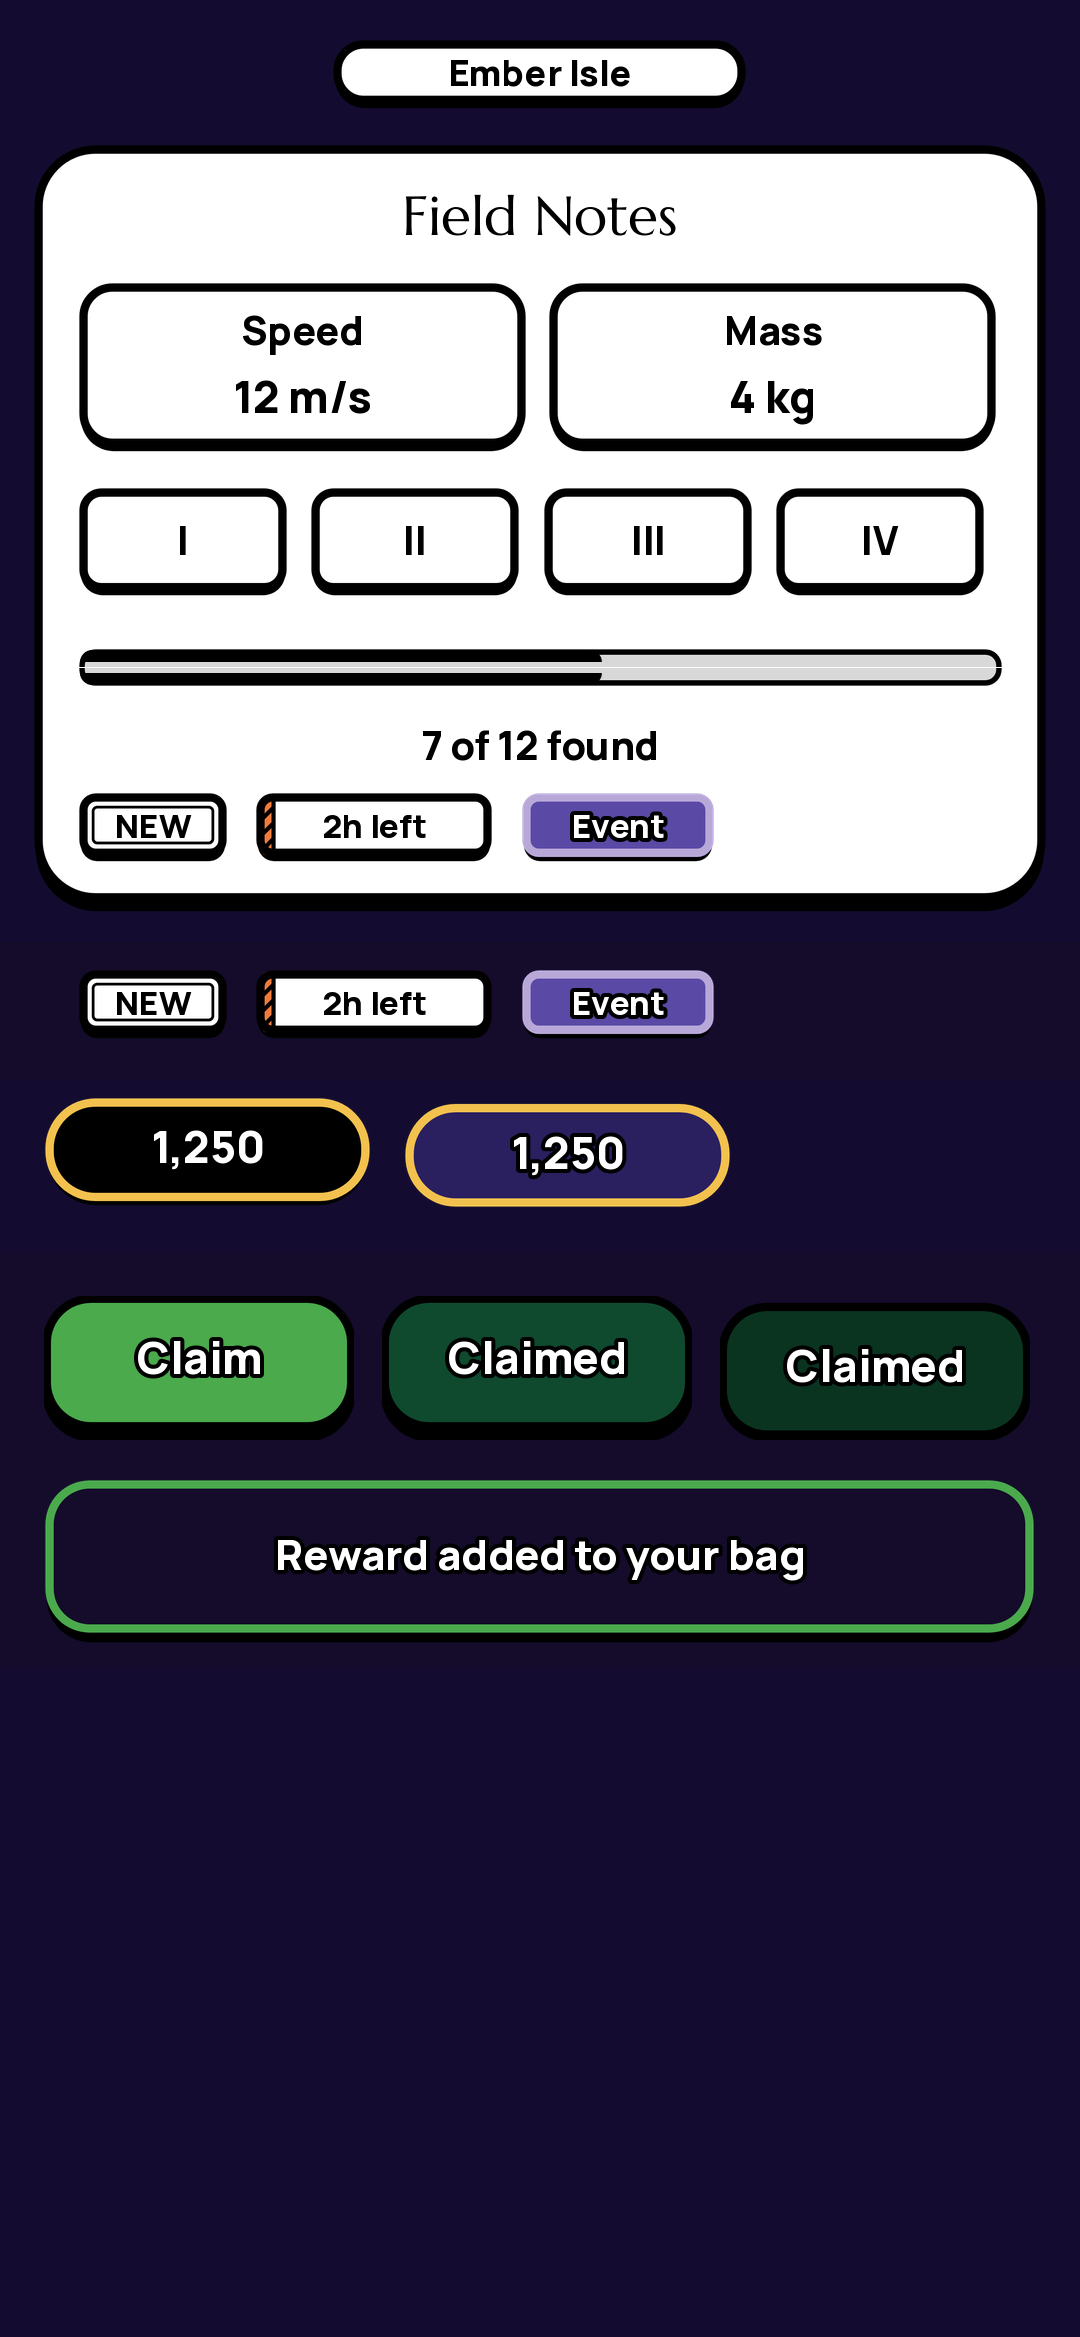 Ember Isle
Field Notes
Speed
12 m/s
Mass
4 kg
I
II
III
IV
7 of 12 found
NEW
2h left
Event
NEW
2h left
Event
1,250
1,250
Claim
Claimed
Claimed
Reward added to your bag